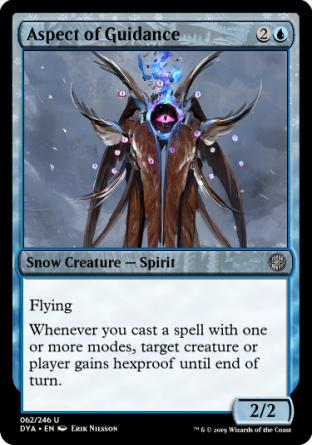 Aspect of Guidance 2
Snow Creature — Spirit
Flying
Whenever you cast a spell with one
or more modes, target creature or
player gains hexproof until end of
turn.
062/246 U
DYA • EN Erik Nilsson
™ & © 2019 Wizards of the Coast
2/2